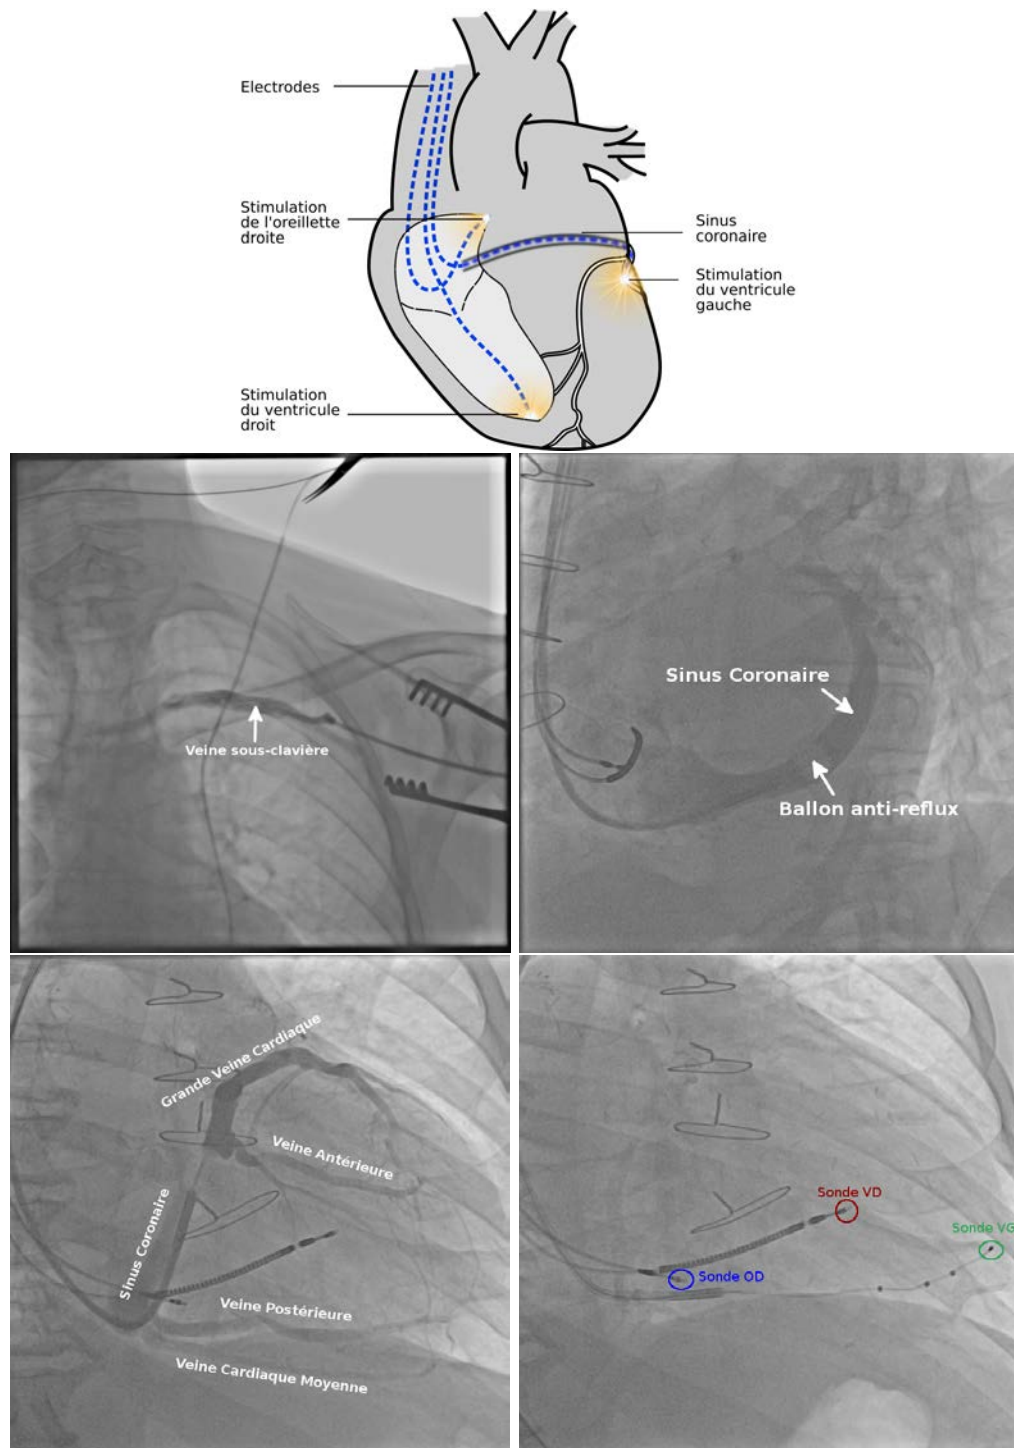 Electrodes
Stimulation
de l'oreillette
droite
Sinus
coronaire
Stimulation
du ventricule
gauche
Stimulation
du ventricule
droit
Veine sous-clavière
Sinus Coronaire
Ballon anti-reflux
Grande Veine Cardiaque
Veine Antérieure
Sinus Coronaire
Veine Postérieure
Veine Cardiaque Moyenne
Sonde VD
Sonde VG
Sonde OD